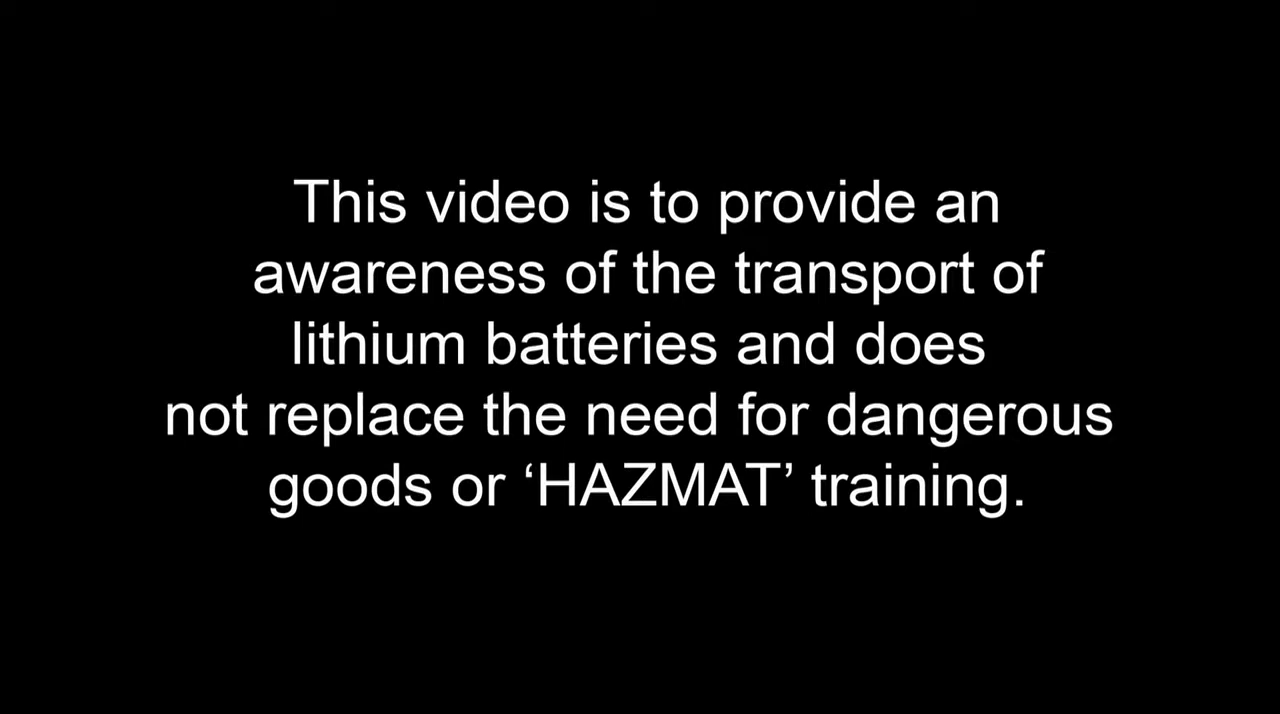 This video is to provide an
awareness of the transport of
lithium batteries and does
not replace the need for dangerous
goods or ‘HAZMAT’ training.